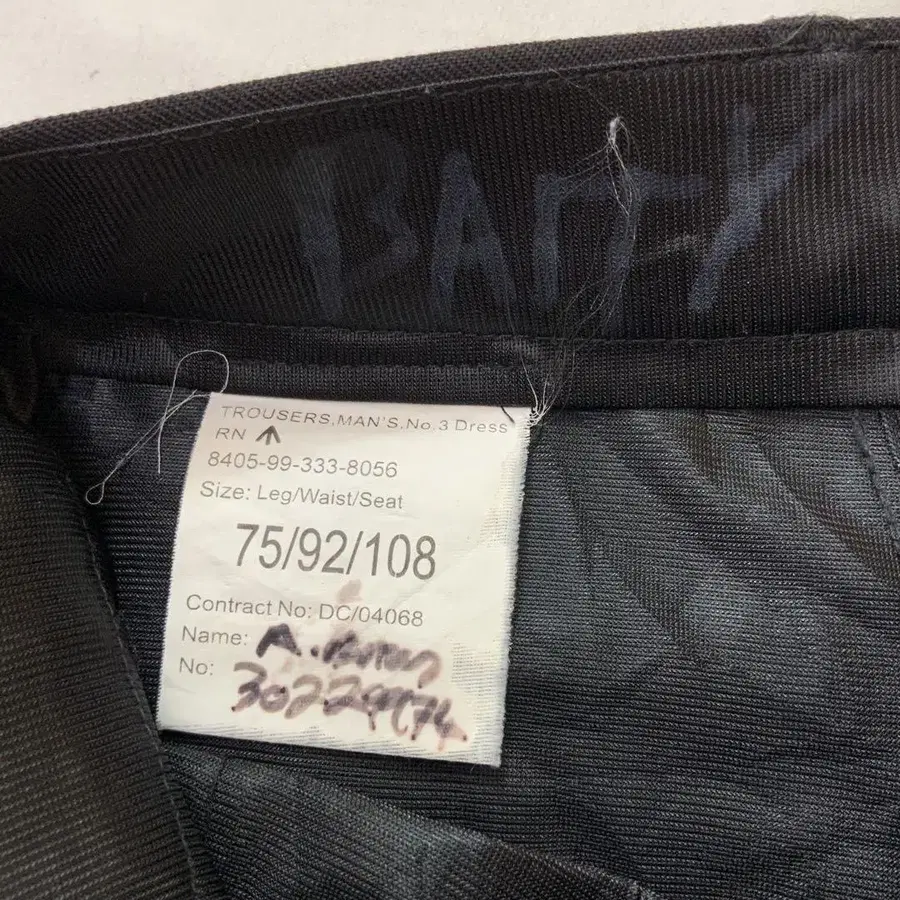 TROUSERS.MAN'S.No.3 Dress
RN
8405-99-333-8056
Size: Leg/Waist/Seat
75/92/108
Contract No: DC/04068
Name: A.
No: